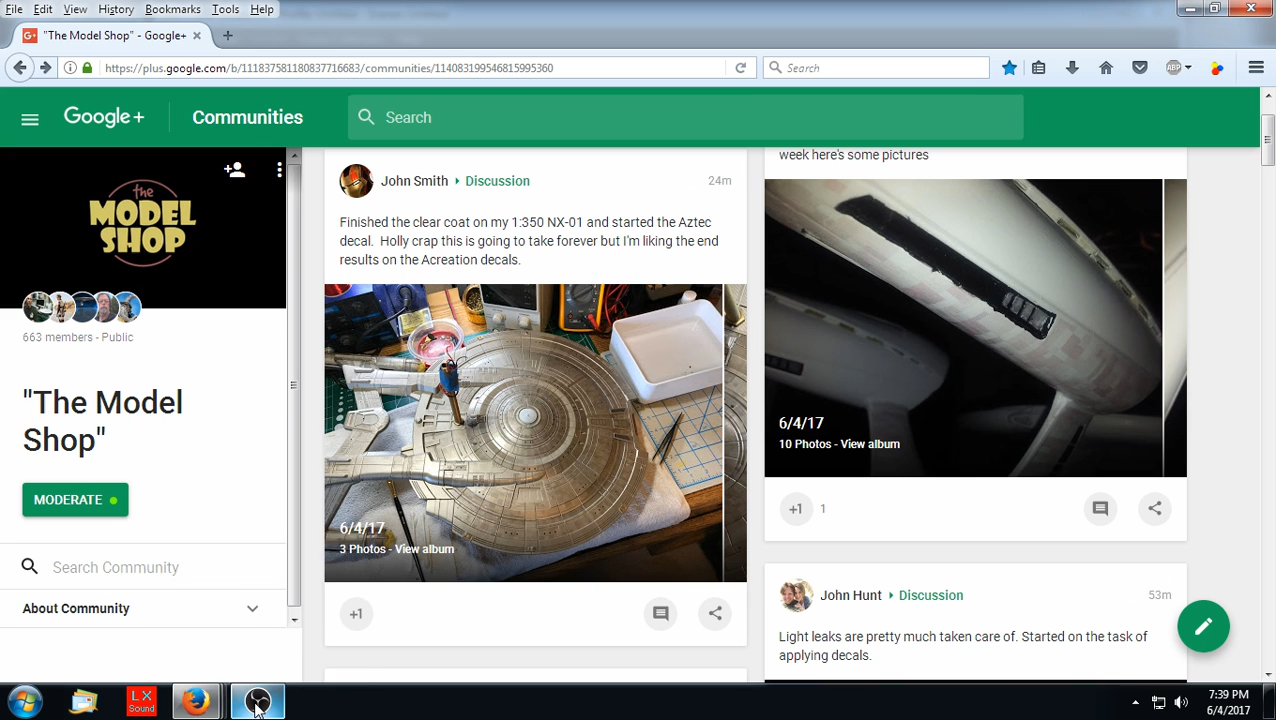 File Edit View History Bookmarks Tools Help
"The Model Shop" - Google+
https://plus.google.com/b/111837581180837716683/communities/114083199546815995360
Search
ABP
Google+
Communities
Search
the
MODEL
SHOP
663 members - Public
"The Model
Shop"
MODERATE
Search Community
About Community
John Smith Discussion 24m
Finished the clear coat on my 1:350 NX-01 and started the Aztec
decal. Holly crap this is going to take forever but I'm liking the end
results on the Acreation decals.
6/4/17
3 Photos - View album
+1
week here's some pictures
6/4/17
10 Photos - View album
+1 1
John Hunt Discussion 53m
Light leaks are pretty much taken care of. Started on the task of
applying decals.
LX
Sound
7:39 PM
6/4/2017